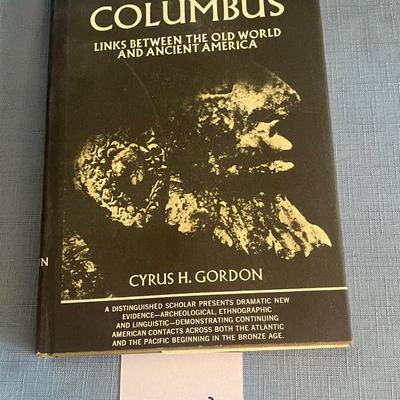 COLUMBUS
LINKS BETWEEN THE OLD WORLD
AND ANCIENT AMERICA
CYRUS H. GORDON
A DISTINGUISHED SCHOLAR PRESENTS DRAMATIC NEW
EVIDENCE—ARCHEOLOGICAL, ETHNOGRAPHIC
AND LINGUISTIC—DEMONSTRATING CONTINUING
AMERICAN CONTACTS ACROSS BOTH THE ATLANTIC
AND THE PACIFIC BEGINNING IN THE BRONZE AGE.
N